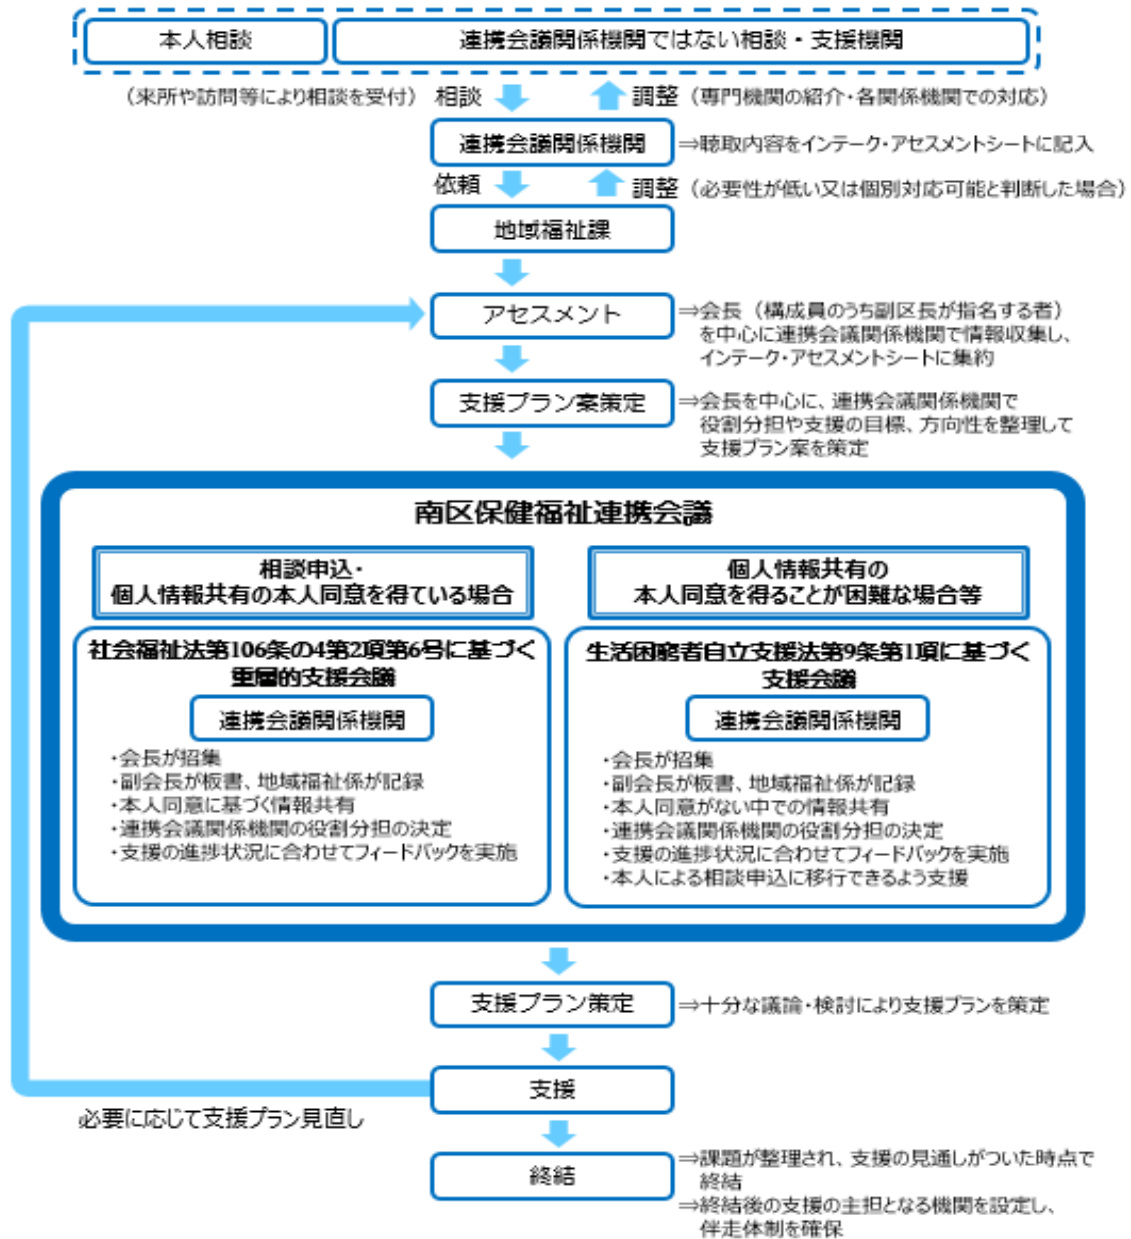 本人相談
連携会議関係機関ではない相談・支援機関
（来所や訪問等により相談を受付） 相談
調整（専門機関の紹介・各関係機関での対応）
連携会議関係機関
⇒聴取内容をインテーク・アセスメントシートに記入
依頼
調整（必要性が低い又は個別対応可能と判断した場合）
地域福祉課
アセスメント
⇒会長（構成員のうち副区長が指名する者）
を中心に連携会議関係機関で情報収集し、
インテーク・アセスメントシートに集約
支援プラン案策定
⇒会長を中心に、連携会議関係機関で
役割分担や支援の目標、方向性を整理して
支援プラン案を策定
南区保健福祉連携会議
相談申込・
個人情報共有の本人同意を得ている場合
社会福祉法第106条の4第2項第6号に基づく
重層的支援会議
連携会議関係機関
・会長が招集
・副会長が板書、地域福祉係が記録
・本人同意に基づく情報共有
・連携会議関係機関の役割分担の決定
・支援の進捗状況に合わせてフィードバックを実施
個人情報共有の
本人同意を得ることが困難な場合等
生活困窮者自立支援法第9条第1項に基づく
支援会議
連携会議関係機関
・会長が招集
・副会長が板書、地域福祉係が記録
・本人同意がない中での情報共有
・連携会議関係機関の役割分担の決定
・支援の進捗状況に合わせてフィードバックを実施
・本人による相談申込に移行できるよう支援
支援プラン策定
⇒十分な議論・検討により支援プランを策定
支援
必要に応じて支援プラン見直し
終結
⇒課題が整理され、支援の見通しがついた時点で
終結
⇒終結後の支援の主担となる機関を設定し、
伴走体制を確保